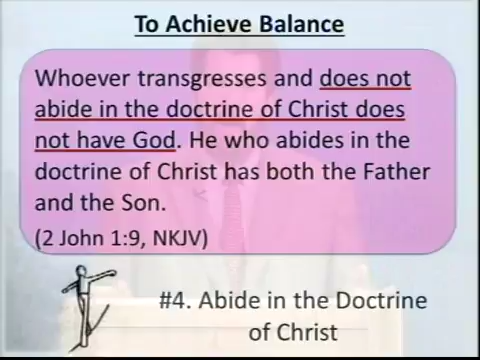 To Achieve Balance
Whoever transgresses and does not
abide in the doctrine of Christ does
not have God. He who abides in the
doctrine of Christ has both the Father
and the Son.
(2 John 1:9, NKJV)
#4. Abide in the Doctrine
of Christ